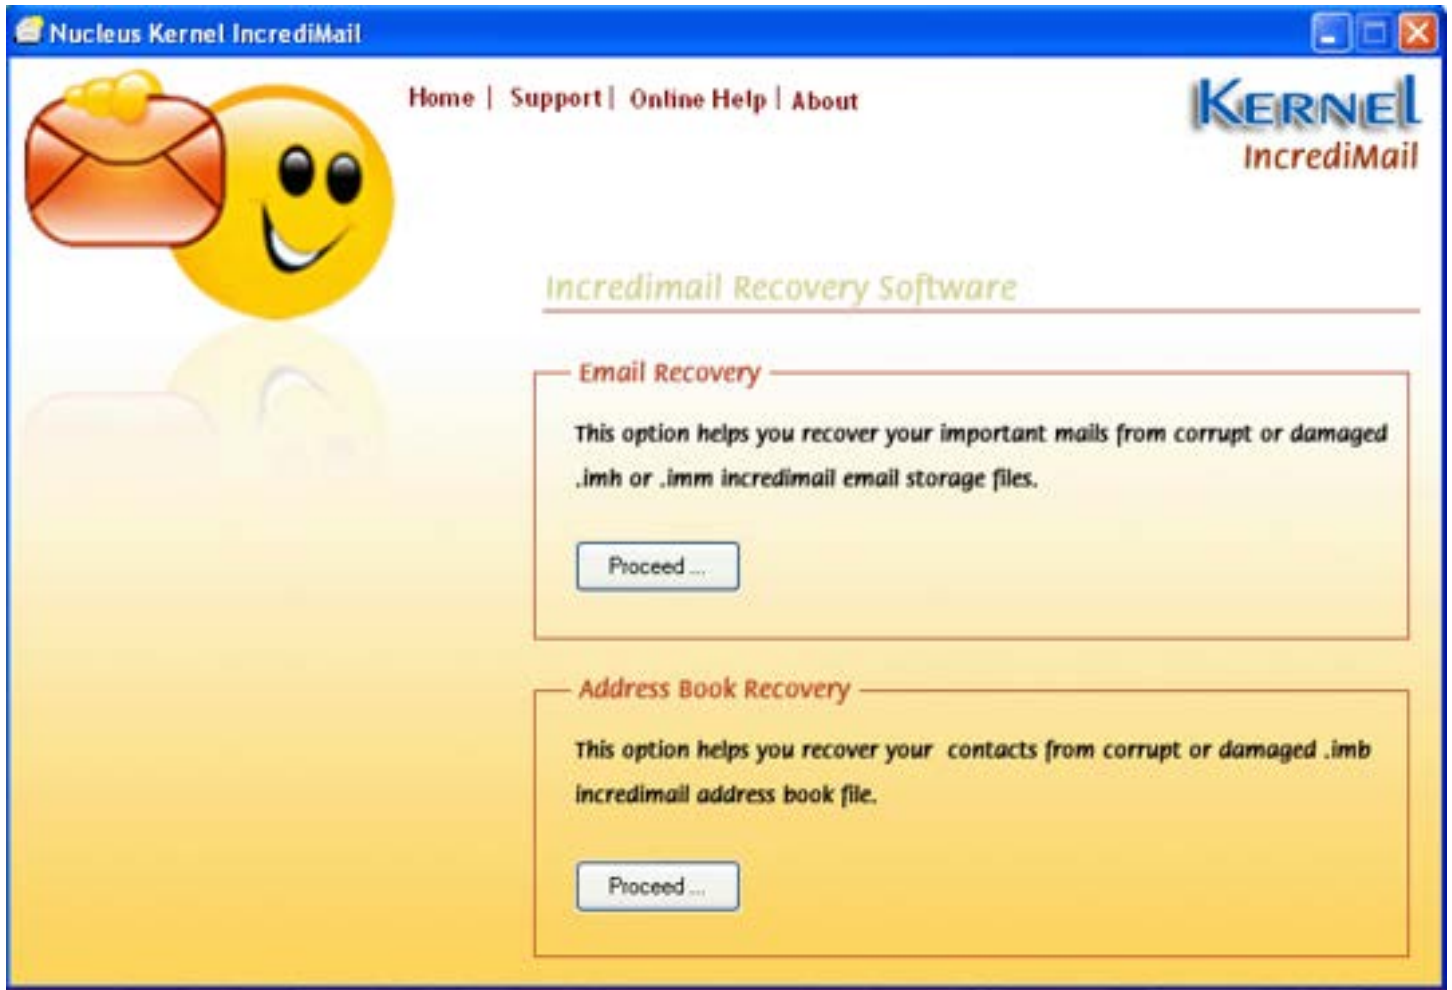 Nucleus Kernel IncrediMail
Home | Support | Online Help | About
KERNEl
IncrediMail
Incredimail Recovery Software
Email Recovery
This option helps you recover your important mails from corrupt or damaged
.imh or .imm incredimail email storage files.
Proceed ...
Address Book Recovery
This option helps you recover your contacts from corrupt or damaged .imb
incredimail address book file.
Proceed ...